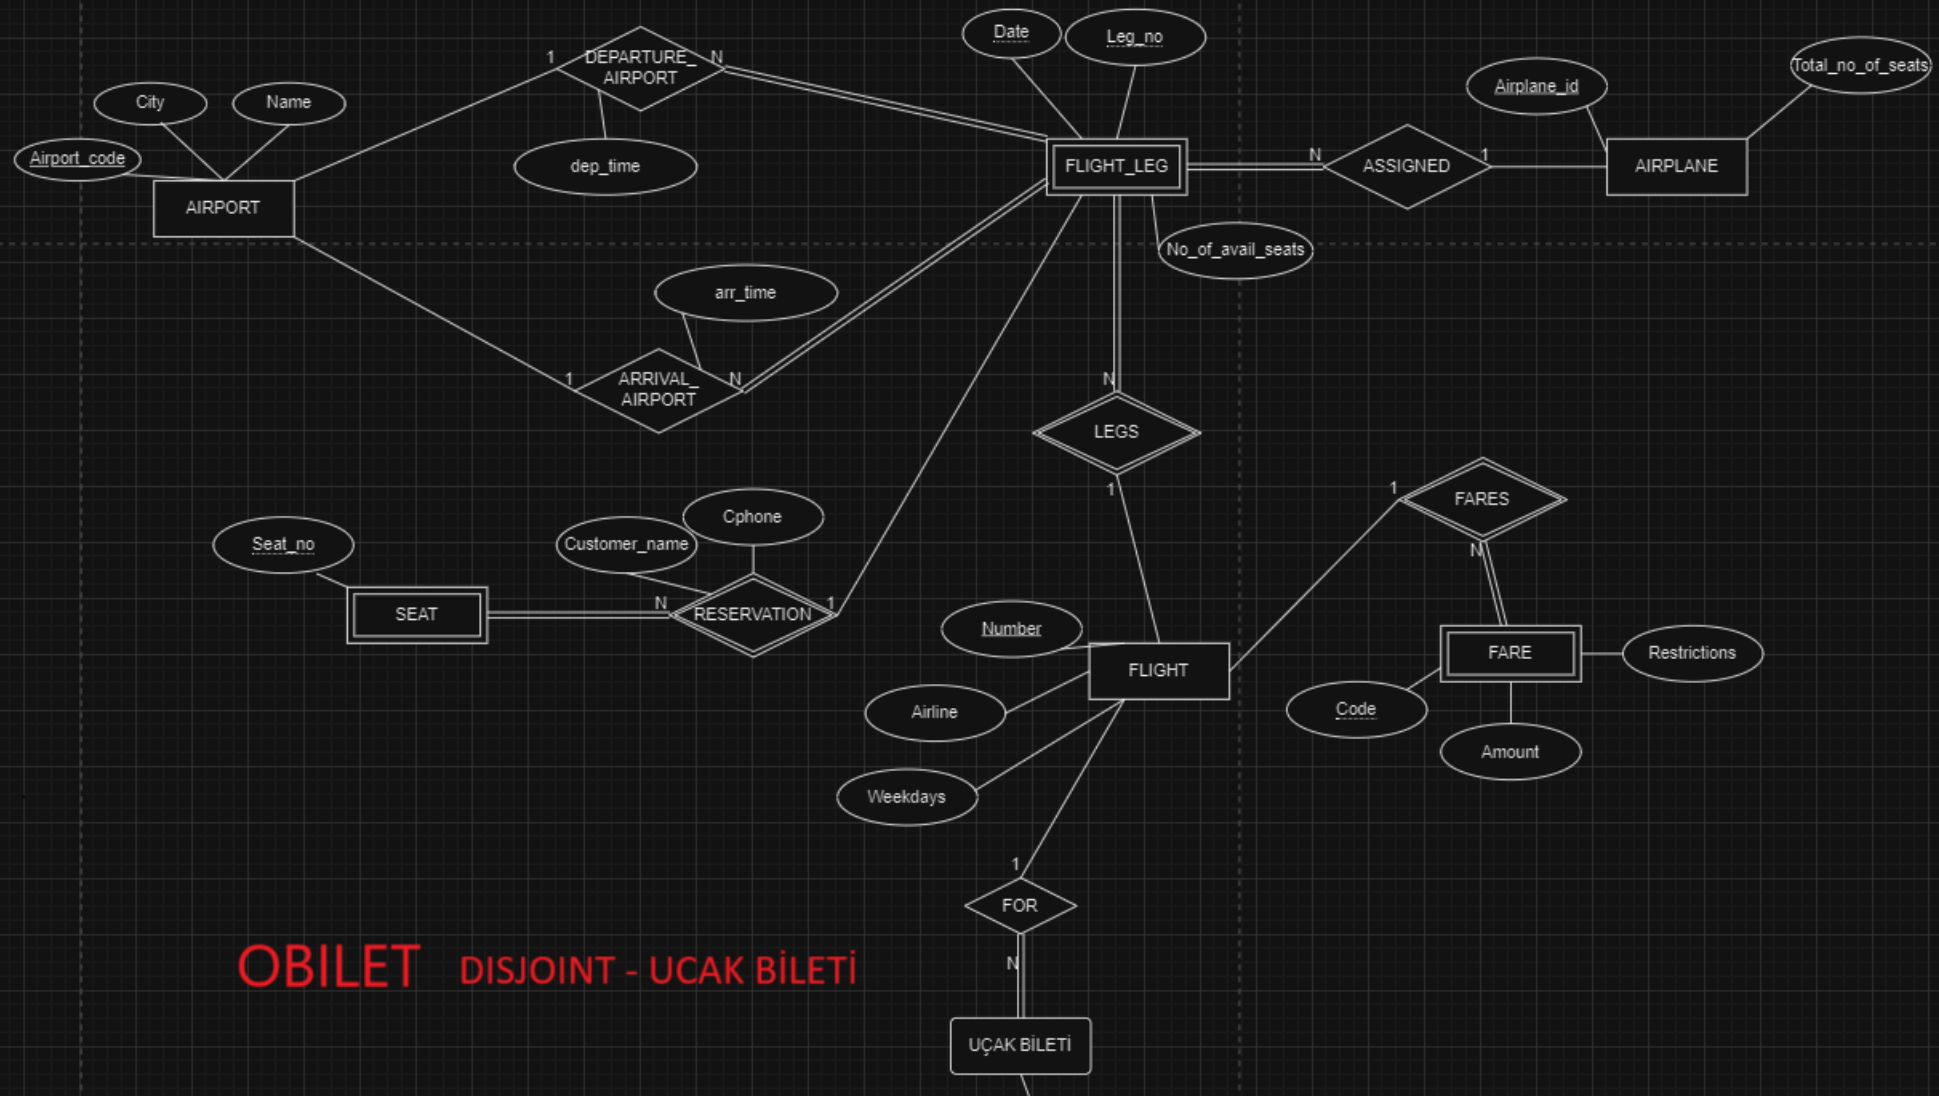 Date
Leg_no
1
DEPARTURE_
AIRPORT
N
Total_no_of_seats
Airplane_id
City
Name
dep_time
Airport_code
FLIGHT_LEG
N
ASSIGNED
1
AIRPLANE
AIRPORT
No_of_avail_seats
arr_time
1
ARRIVAL_
AIRPORT
N
N
LEGS
1
1
FARES
N
Cphone
Seat_no
Customer_name
SEAT
N
RESERVATION
1
Number
FLIGHT
FARE
Restrictions
Airline
Code
Amount
Weekdays
1
FOR
N
OBILET DISJOINT - UCAK BİLETİ
UÇAK BİLETİ